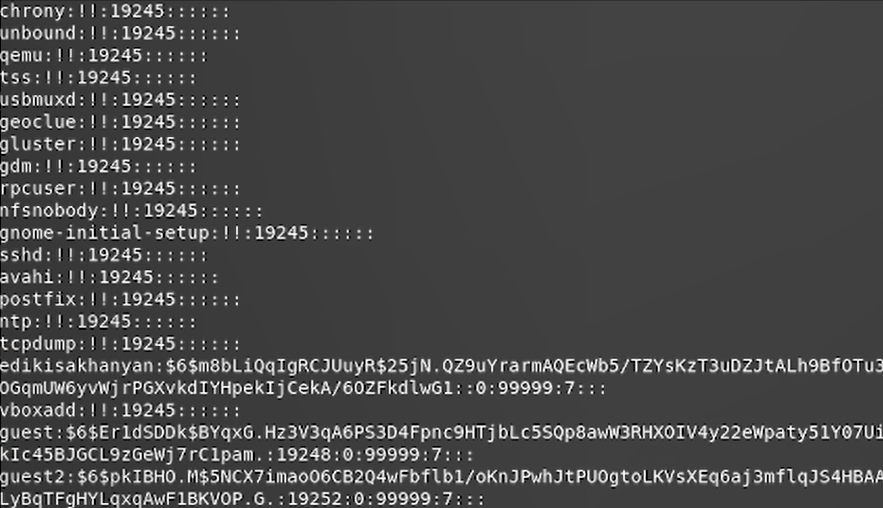 chrony:!!:19245::::::
unbound:!!:19245::::::
qemu:!!:19245::::::
tss:!!:19245::::::
usbmuxd:!!:19245::::::
geoclue:!!:19245::::::
gluster:!!:19245::::::
gdm:!!:19245::::::
rpcuser:!!:19245::::::
nfsnobody:!!:19245::::::
gnome-initial-setup:!!:19245::::::
sshd:!!:19245::::::
avahi:!!:19245::::::
postfix:!!:19245::::::
ntp:!!:19245::::::
tcpdump:!!:19245::::::
edikisakhanyan:$6$m8bLiQqIgRCJUuyR$25jN.QZ9uYrarmAQEcWb5/TZYsKzT3uDZJtALh9BfOTu3
OGqmUW6yvWjrPGXvkdIYHpekIjCekA/6OZFkdlwG1::0:99999:7:::
vboxadd:!!:19245::::::
guest:$6$Er1dSDDk$BYqxG.Hz3V3qA6PS3D4Fpnc9HTjbLc5SQp8awW3RHXOIV4y22eWpaty51Y07Ui
kIc45BJGCL9zGeWj7rC1pam.:19248:0:99999:7:::
guest2:$6$pkIBHO.M$5NCX7imaoO6CB2Q4wFbflb1/oKnJPwhJtPUOgtoLKVsXEq6aj3mflqJS4HBAA
LyBqTFgHYLqxqAwF1BKVOP.G.:19252:0:99999:7:::